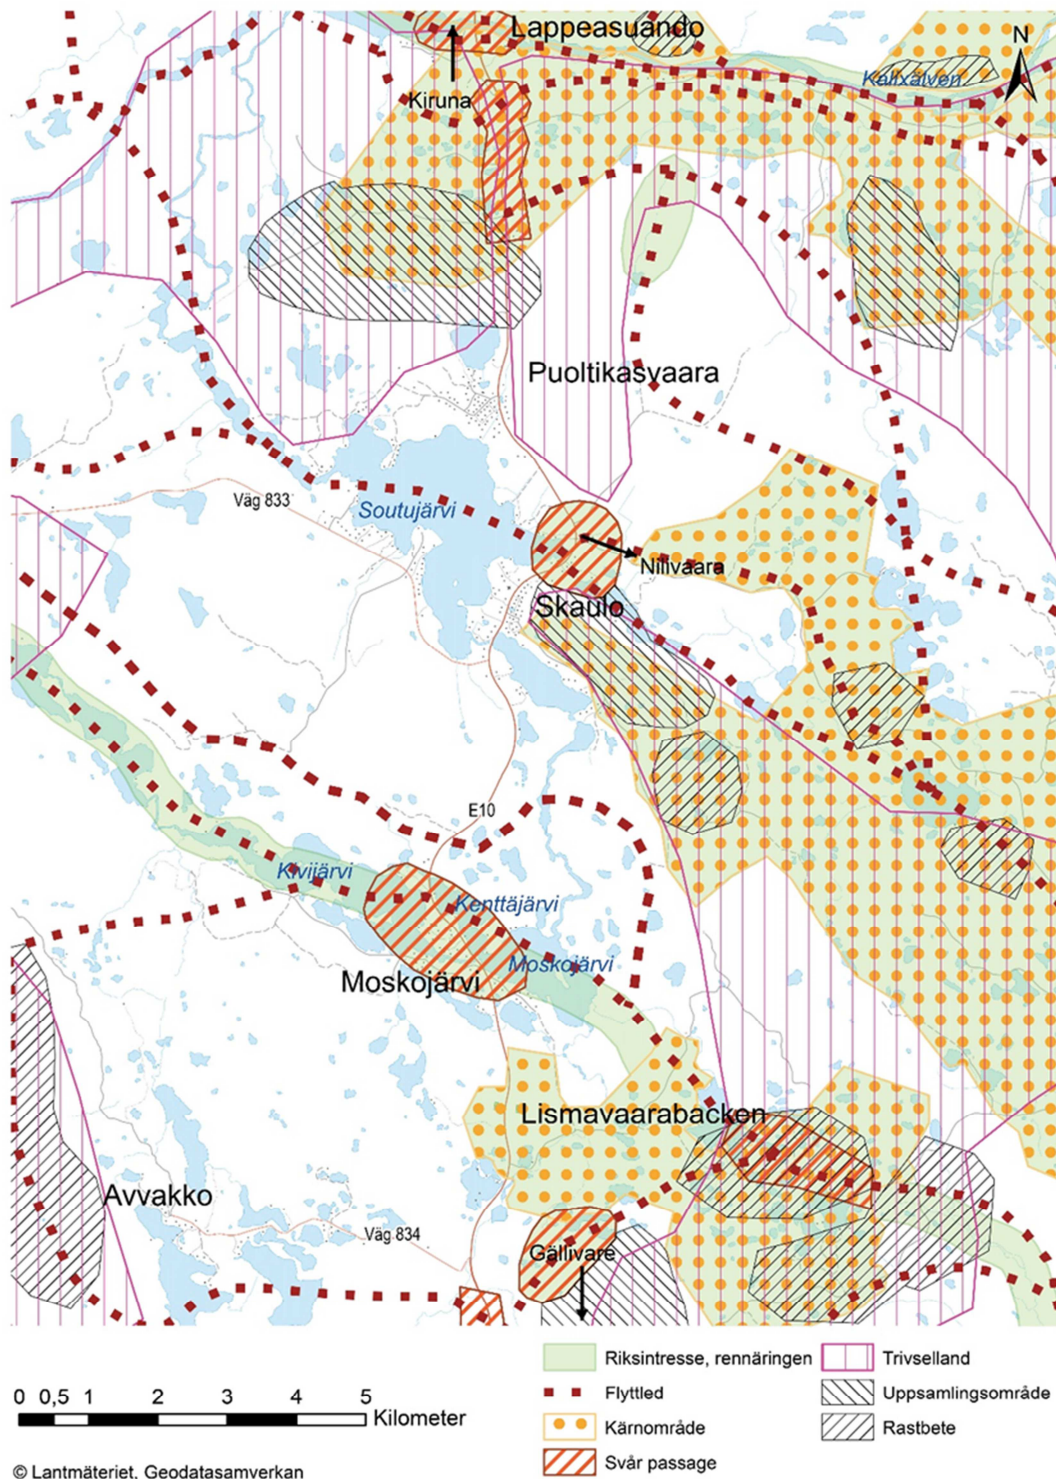 Lappeasuando
N
Kalixälven
Kiruna
Puoltikasvaara
Väg 833
Soutujärvi
Nilivaara
Skaulo
E10
Kivijärvi
Kenttäjärvi
Moskojärvi
Moskojärvi
Lismavaarabacken
Avvakko
Väg 834
Gällivare
Riksintresse, rennäringen
Trivselland
0 0,5 1 2 3 4 5
Kilometer
Flyttled
Uppsamlingsområde
Kärnområde
Rastbete
Svår passage
© Lantmäteriet, Geodatasamverkan